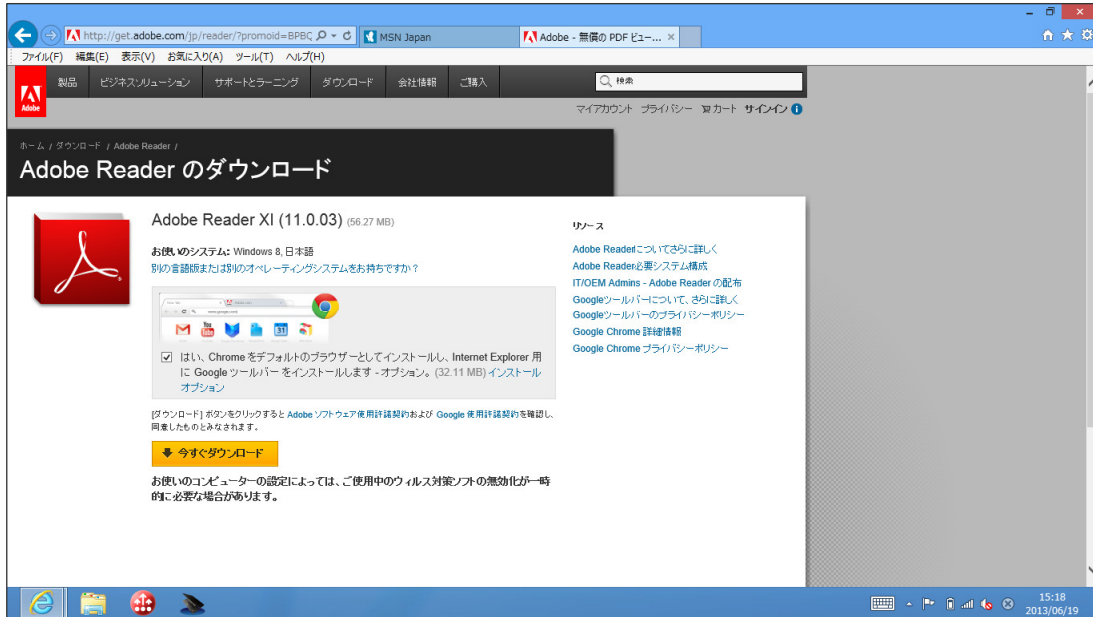 http://get.adobe.com/jp/reader/?promoid=BPBC
MSN Japan
Adobe - 無償の PDF ビュー...
ファイル(F) 編集(E) 表示(V) お気に入り(A) ツール(T) ヘルプ(H)
Adobe
製品 ビジネスソリューション サポートとラーニング ダウンロード 会社情報 ご購入
検索
マイアカウント プライバシー カート サインイン
ホーム / ダウンロード / Adobe Reader /
Adobe Reader のダウンロード
Adobe Reader XI (11.0.03) (56.27 MB)
お使いのシステム: Windows 8, 日本語
別の言語版または別のオペレーティングシステムをお持ちですか?
You Tube
31
はい、Chrome をデフォルトのブラウザーとしてインストールし、Internet Explorer 用
に Google ツールバー をインストールします - オプション。(32.11 MB) インストール
オプション
[ダウンロード] ボタンをクリックすると Adobe ソフトウェア使用許諾契約および Google 使用許諾契約を確認し、
同意したものとみなされます。
今すぐダウンロード
お使いのコンピューターの設定によっては、ご使用中のウィルス対策ソフトの無効化が一時
的に必要な場合があります。
リソース
Adobe Readerについてさらに詳しく
Adobe Reader必要システム構成
IT/OEM Admins - Adobe Reader の配布
Googleツールバーについて、さらに詳しく
Googleツールバーのプライバシーポリシー
Google Chrome 詳細情報
Google Chrome プライバシーポリシー
15:18
2013/06/19